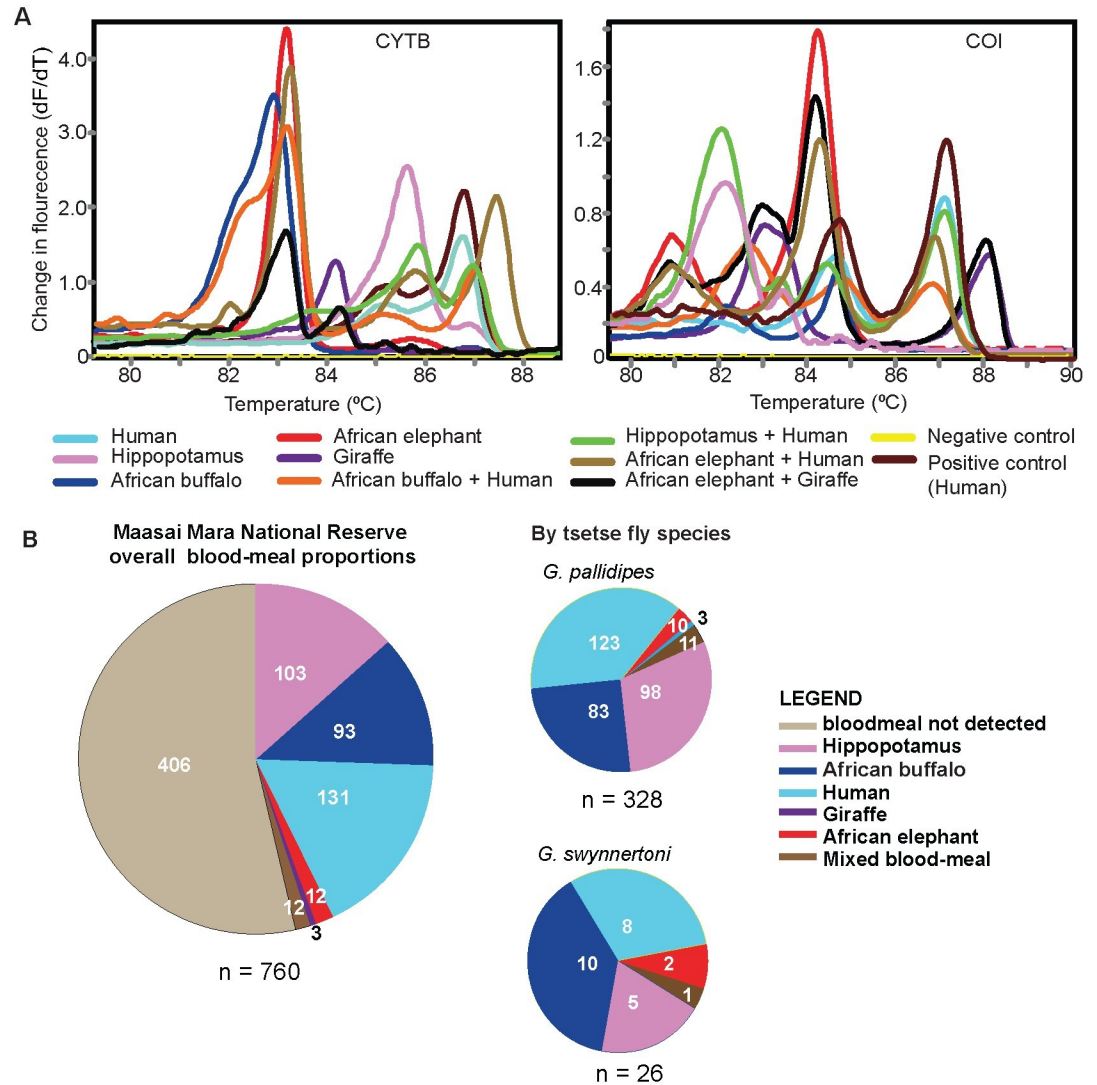 A
CYTB
COI
Change in flourecence (dF/dT)
4.0
3.0
2.0
1.0
0
80 82 84 86 88
Temperature (ºC)
1.6
1.2
0.8
0.4
0
80 82 84 86 88 90
Temperature (ºC)
Human
Hippopotamus
African buffalo
African elephant
Giraffe
African buffalo + Human
Hippopotamus + Human
African elephant + Human
African elephant + Giraffe
Negative control
Positive control
(Human)
B
Maasai Mara National Reserve
overall blood-meal proportions
103
93
131
12
3
12
406
n = 760
By tsetse fly species
G. pallidipes
123
10
3
11
98
83
n = 328
G. swynnertoni
8
2
1
5
10
n = 26
LEGEND
bloodmeal not detected
Hippopotamus
African buffalo
Human
Giraffe
African elephant
Mixed blood-meal